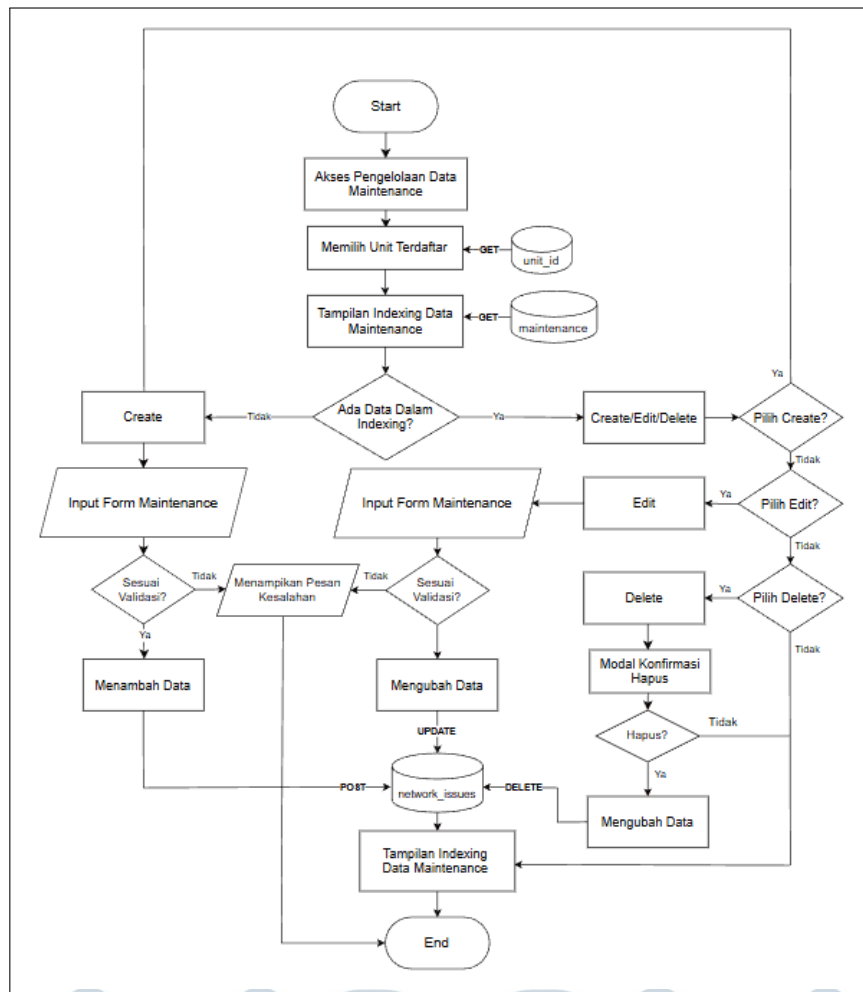 Start
Akses Pengelolaan Data
Maintenance
Memilih Unit Terdaftar
GET
unit_id
Tampilan Indexing Data
Maintenance
GET
maintenance
Ya
Create
Tidak
Ada Data Dalam
Indexing?
Ya
Create/Edit/Delete
Pilih Create?
Tidak
Input Form Maintenance
Input Form Maintenance
Edit
Ya
Pilih Edit?
Tidak
Sesuai
Validasi?
Tidak
Menampikan Pesan
Kesalahan
Tidak
Sesuai
Validasi?
Delete
Ya
Pilih Delete?
Ya
Tidak
Menambah Data
Mengubah Data
Modal Konfirmasi
Hapus
UPDATE
Hapus?
Tidak
Ya
POST
network_issues
DELETE
Mengubah Data
Tampilan Indexing
Data Maintenance
End